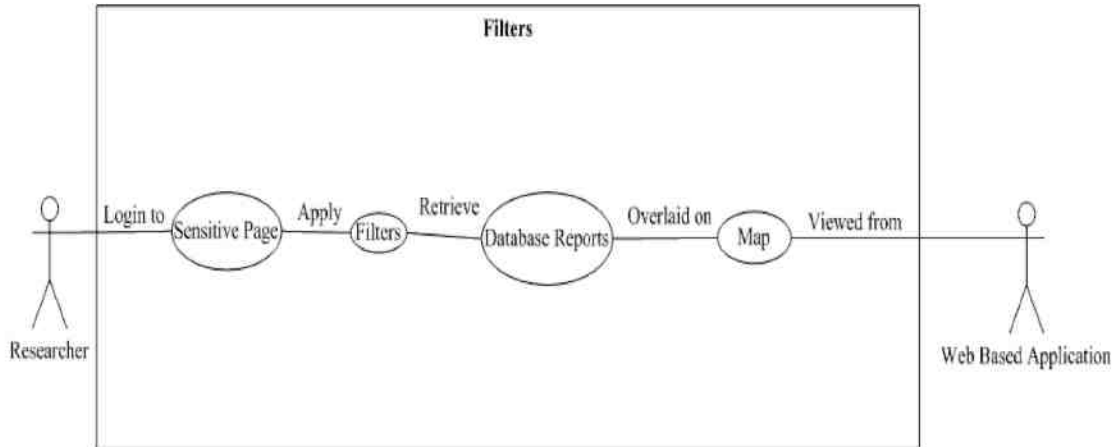 Filters
Login to
Sensitive Page
Apply
Filters
Retrieve
Database Reports
Overlaid on
Map
Viewed from
Researcher
Web Based Application